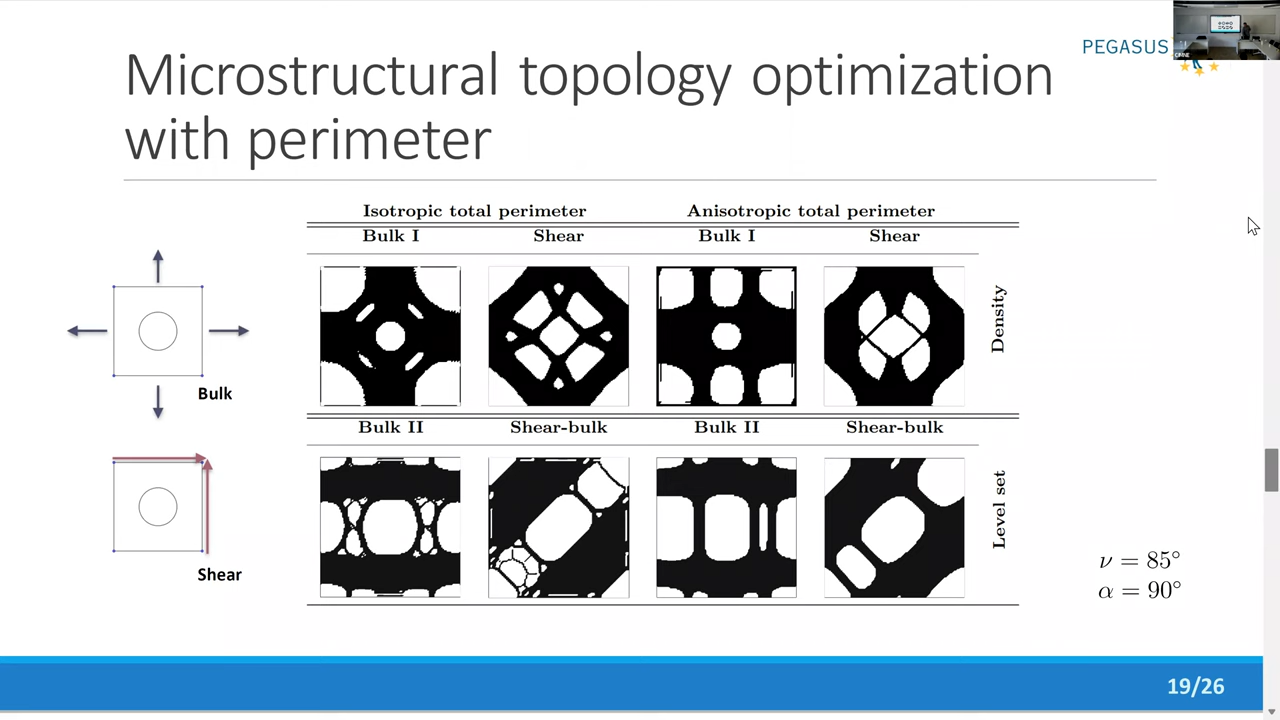 PEGASUS
CIMNE
Microstructural topology optimization
with perimeter
Isotropic total perimeter Anisotropic total perimeter
Bulk I Shear Bulk I Shear
Density
Bulk
Bulk II Shear-bulk Bulk II Shear-bulk
Level set
Shear
ν = 85°
α = 90°
19/26